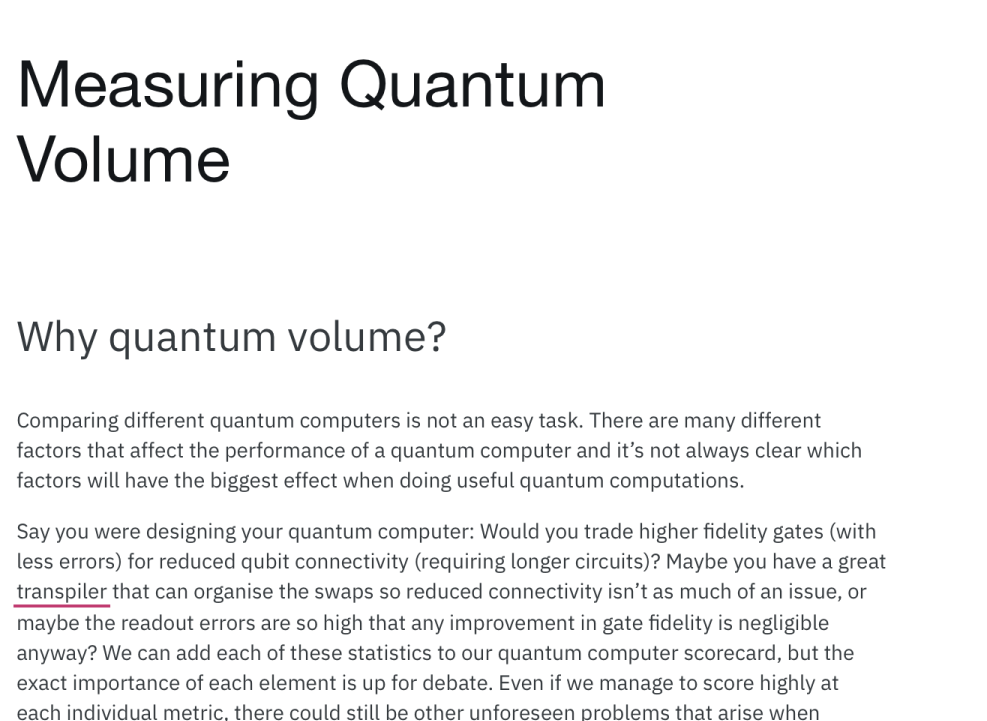 Measuring Quantum
Volume
Why quantum volume?
Comparing different quantum computers is not an easy task. There are many different
factors that affect the performance of a quantum computer and it’s not always clear which
factors will have the biggest effect when doing useful quantum computations.
Say you were designing your quantum computer: Would you trade higher fidelity gates (with
less errors) for reduced qubit connectivity (requiring longer circuits)? Maybe you have a great
transpiler that can organise the swaps so reduced connectivity isn’t as much of an issue, or
maybe the readout errors are so high that any improvement in gate fidelity is negligible
anyway? We can add each of these statistics to our quantum computer scorecard, but the
exact importance of each element is up for debate. Even if we manage to score highly at
each individual metric, there could still be other unforeseen problems that arise when